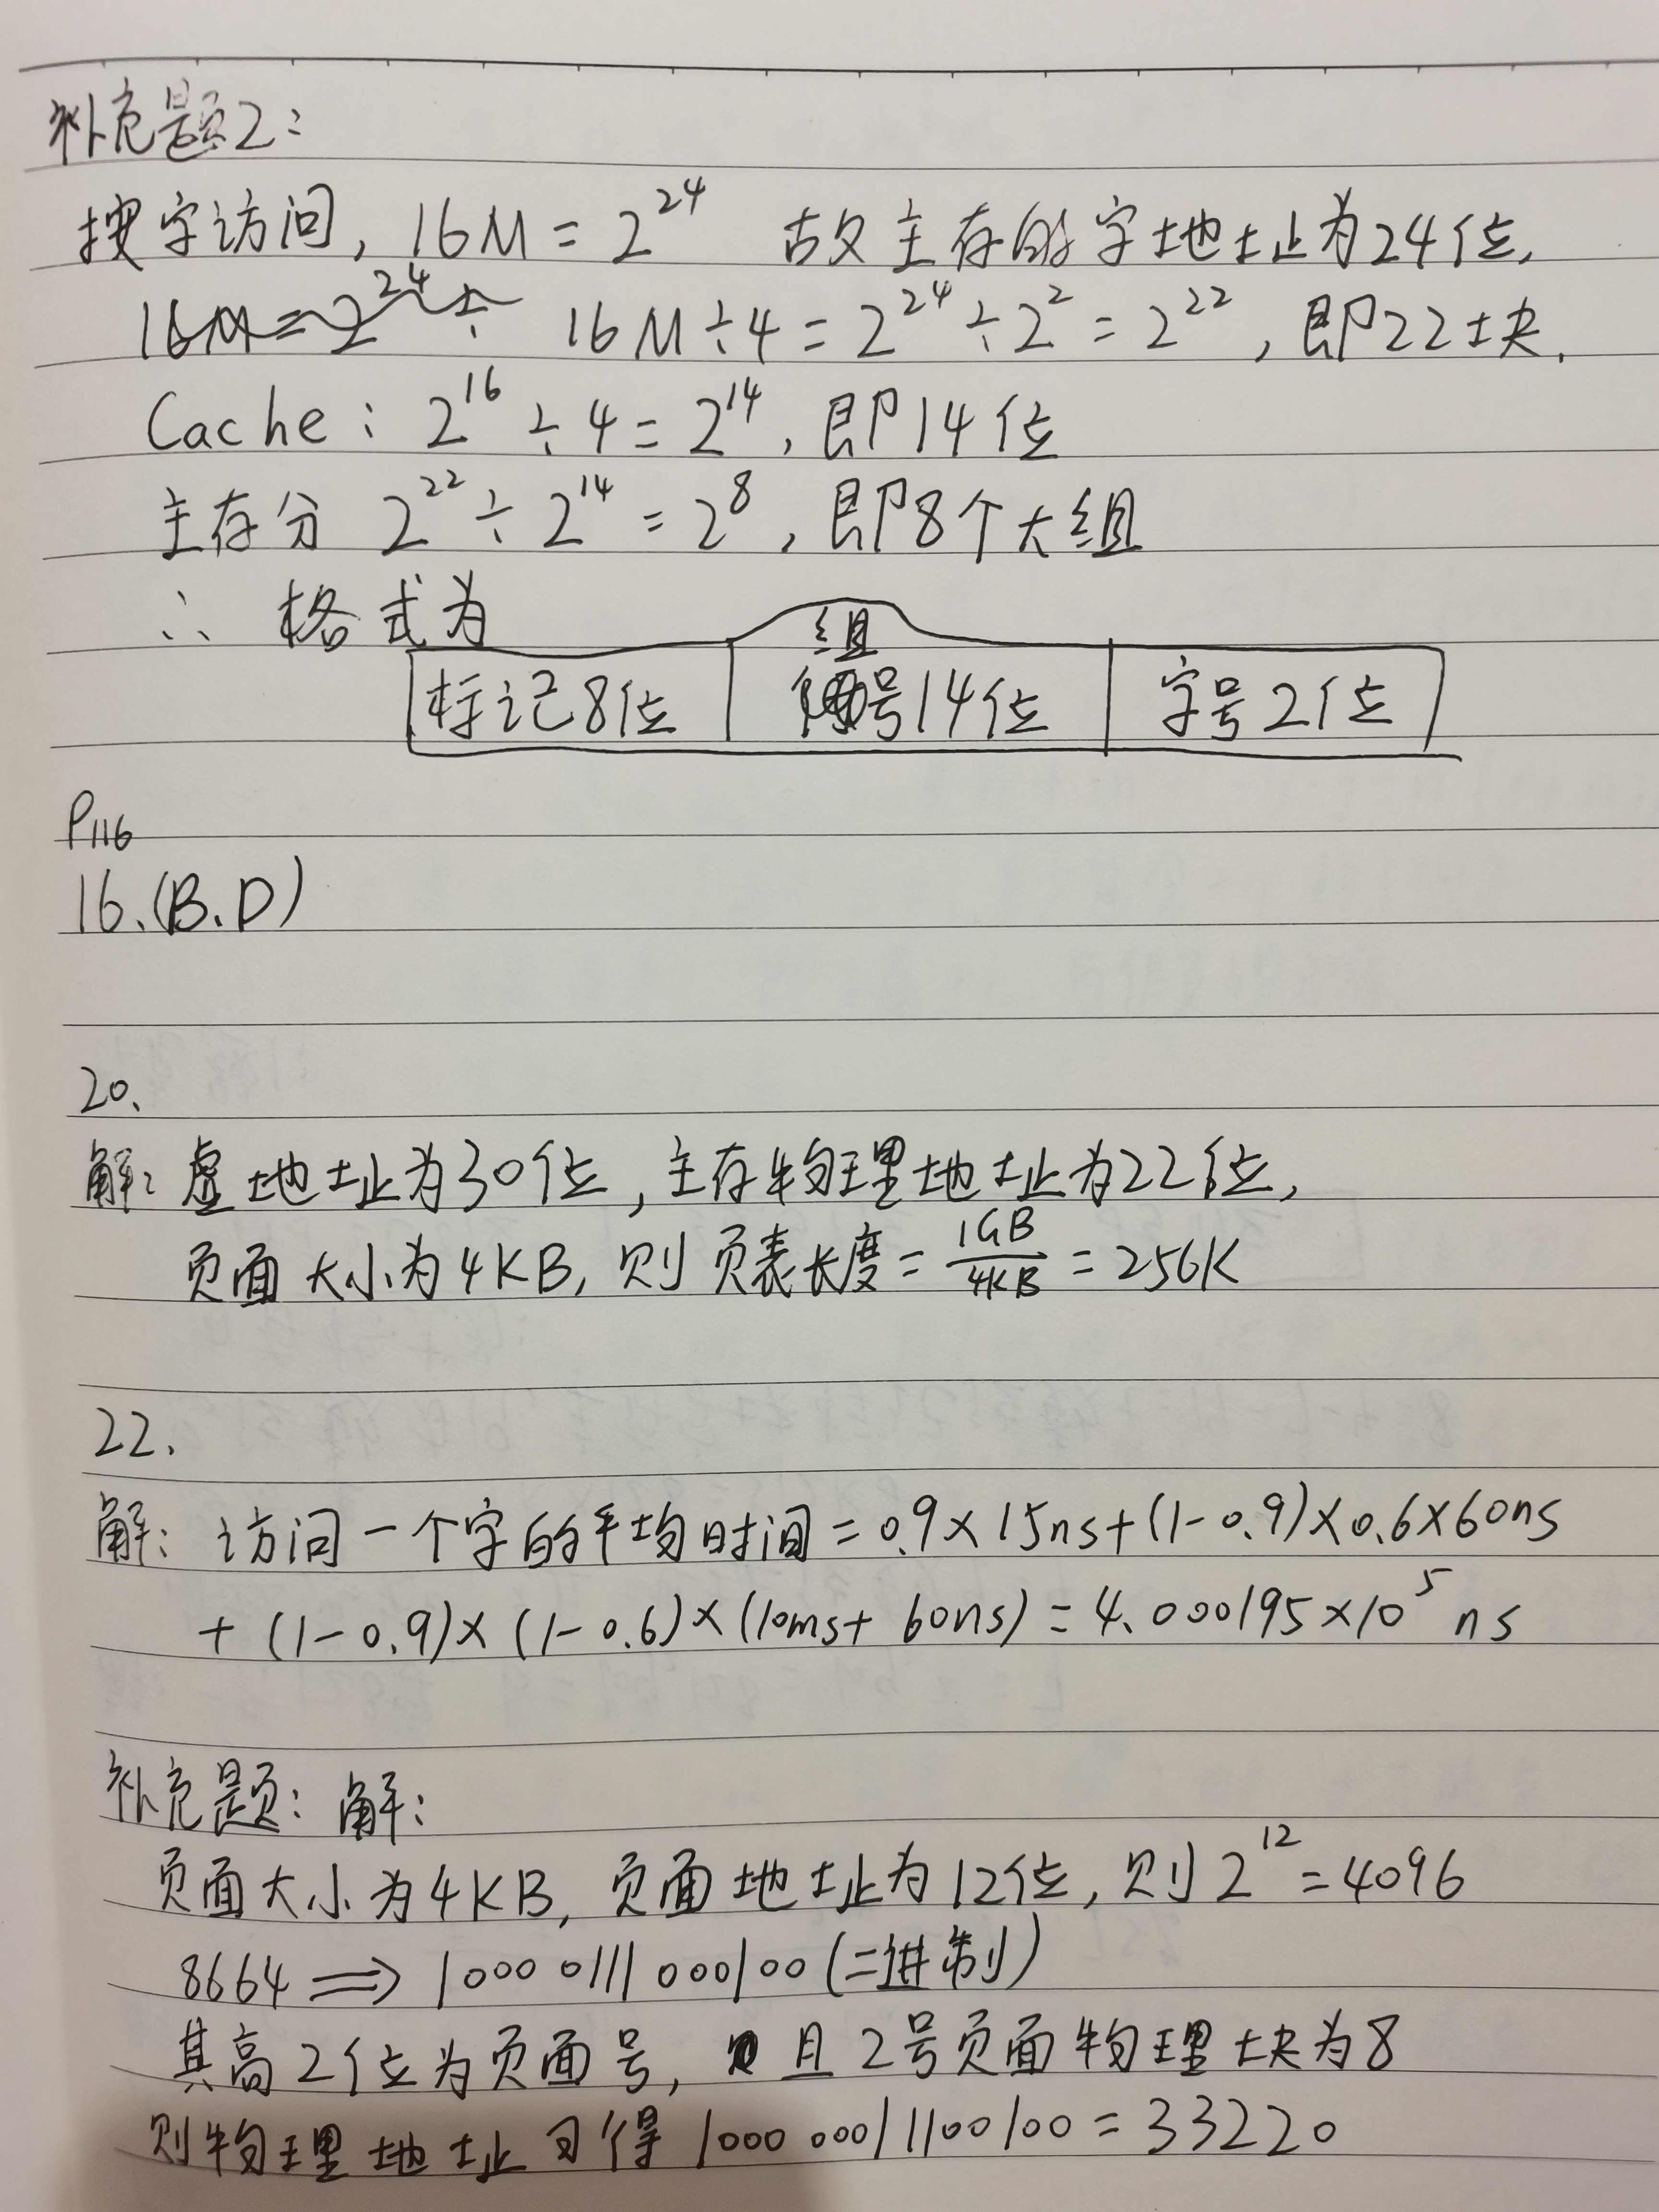 补充题2:
按字访问, 16M = 2^24 故主存的字地址为24位,
16M = 2^24 ÷ 16M÷4 = 2^24 ÷ 2^2 = 2^22, 即22块.
Cache: 2^16 ÷ 4 = 2^14, 即14位
主存分 2^22 ÷ 2^14 = 2^8, 即8个大组
∴ 格式为
标记8位 组号14位 字号2位
P116
16.(B.D)
20.
解: 虚地址为30位, 主存物理地址为22位,
页面大小为4KB, 则页表长度 = 1GB/4KB = 256K
22.
解: 访问一个字的平均时间 = 0.9×15ns+(1-0.9)×0.6×60ns
+ (1-0.9)×(1-0.6)×(10ms+60ns) = 4.000195×10^5 ns
补充题: 解:
页面大小为4KB, 页面地址为12位, 则2^12=4096
8664 ⇒ 1000 0111 000100 (二进制)
其高2位为页面号, 且2号页面物理块为8
则物理地址可得 1000 0001 1100100 = 33220